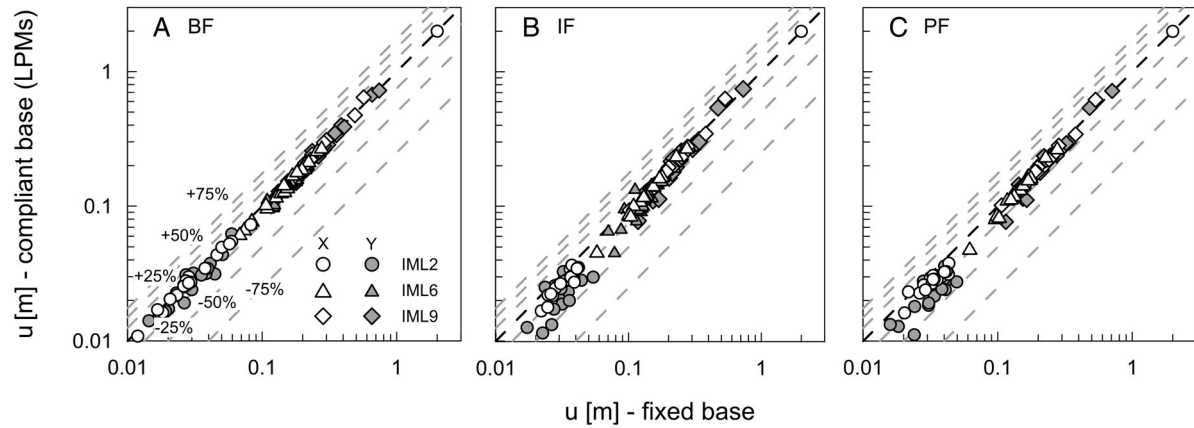 A BF
B IF
C PF
u [m] - compliant base (LPMs)
1
0.1
0.01
+75%
+50%
+25%
-25%
-50%
-75%
X Y
IML2
IML6
IML9
0.01 0.1 1
0.01 0.1 1
0.01 0.1 1
u [m] - fixed base